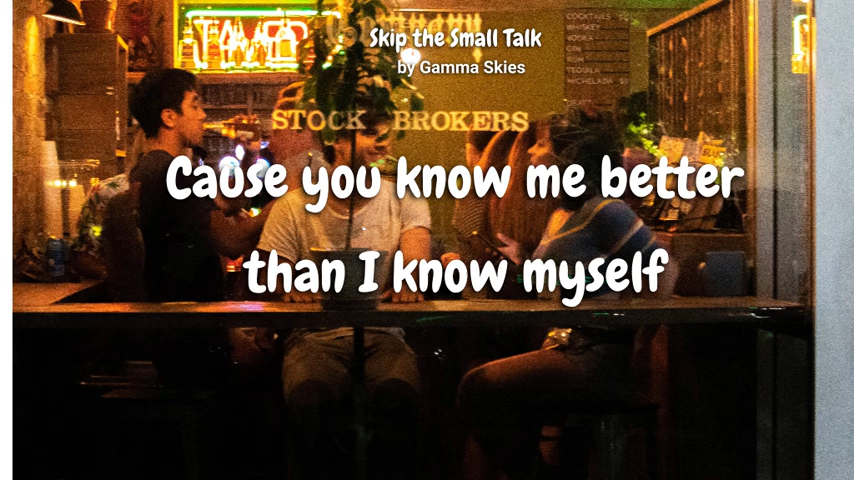 Skip the Small Talk
by Gamma Skies
COCKTAILS
WHISKEY
VODKA
GIN
RUM
TEQUILA
MICHELADA
STOCK BROKERS
Cause you know me better
than I know myself